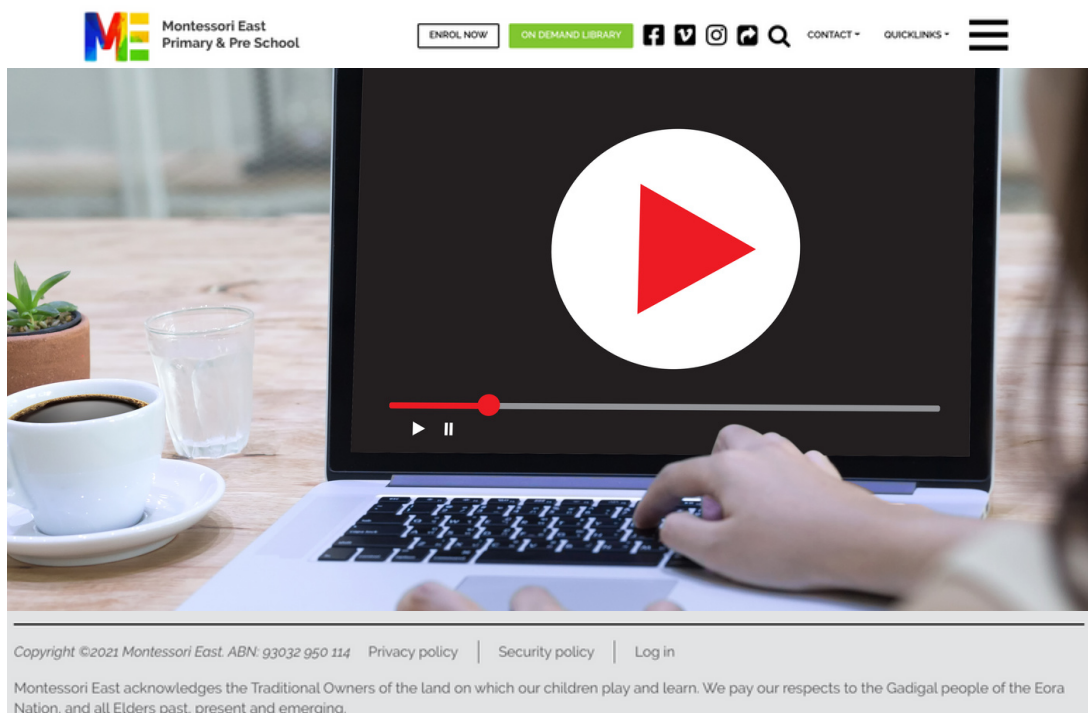 ME
Montessori East
Primary & Pre School
ENROL NOW
ON DEMAND LIBRARY
CONTACT
QUICKLINKS
Copyright ©2021 Montessori East. ABN: 93032 950 114 Privacy policy | Security policy | Log in
Montessori East acknowledges the Traditional Owners of the land on which our children play and learn. We pay our respects to the Gadigal people of the Eora
Nation, and all Elders past, present and emerging.